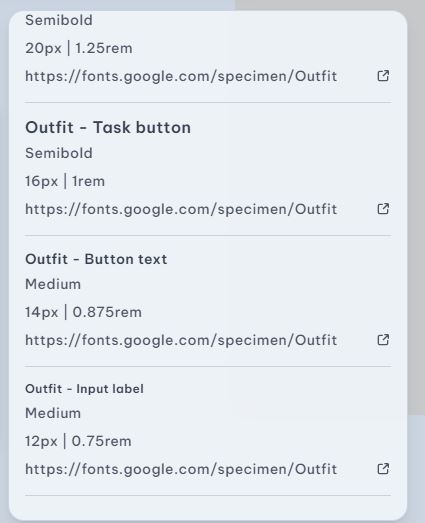 Semibold
20px | 1.25rem
https://fonts.google.com/specimen/Outfit
Outfit - Task button
Semibold
16px | 1rem
https://fonts.google.com/specimen/Outfit
Outfit - Button text
Medium
14px | 0.875rem
https://fonts.google.com/specimen/Outfit
Outfit - Input label
Medium
12px | 0.75rem
https://fonts.google.com/specimen/Outfit